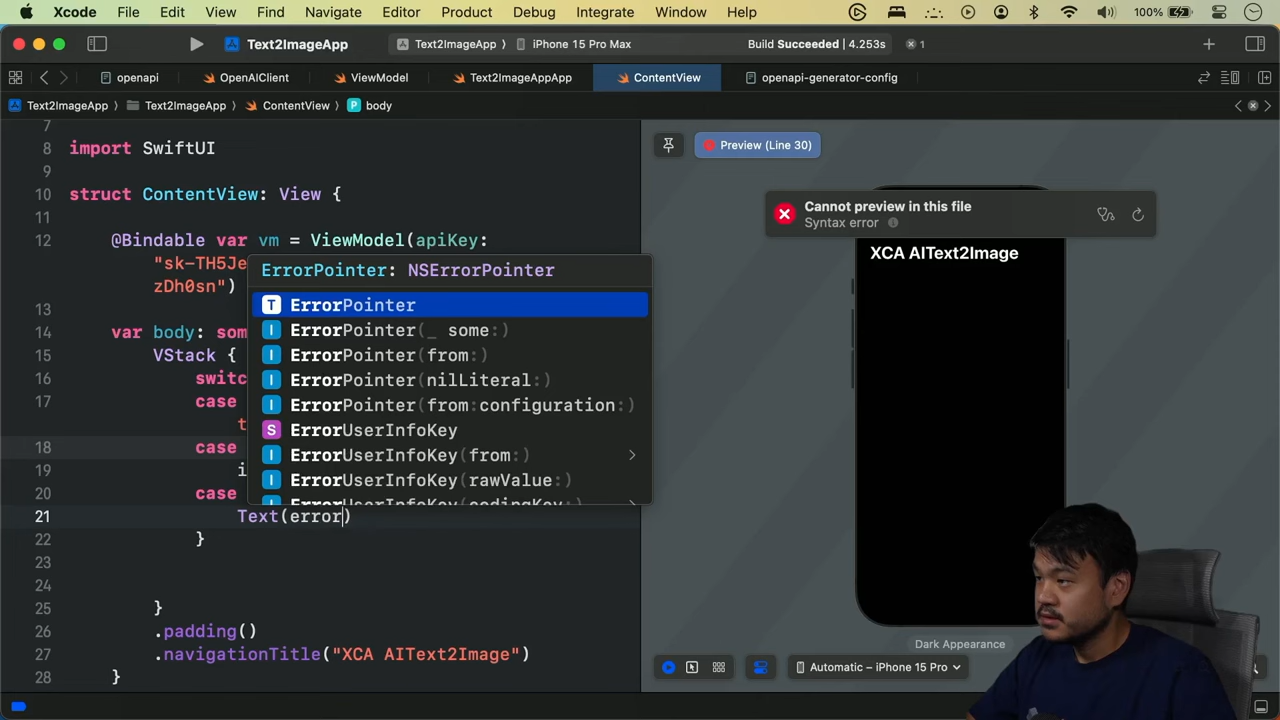 Xcode File Edit View Find Navigate Editor Product Debug Integrate Window Help 100%
Text2ImageApp Text2ImageApp 〉 iPhone 15 Pro Max Build Succeeded | 4.253s 1
openapi OpenAIClient ViewModel Text2ImageAppApp ContentView openapi-generator-config
Text2ImageApp 〉 Text2ImageApp 〉 ContentView 〉 P body
7
8 import SwiftUI
9
10 struct ContentView: View {
11
12 @Bindable var vm = ViewModel(apiKey:
"sk-TH5Je
zDh0sn")
13
14 var body: som
15 VStack {
16 switc
17 case
t
18 case
19 i
20 case
21 Text(error)
22 }
23
24
25 }
26 .padding()
27 .navigationTitle("XCA AIText2Image")
28 }
ErrorPointer: NSErrorPointer
T ErrorPointer
I ErrorPointer(_ some:)
I ErrorPointer(from:)
I ErrorPointer(nilLiteral:)
I ErrorPointer(from:configuration:)
S ErrorUserInfoKey
I ErrorUserInfoKey(from:)
I ErrorUserInfoKey(rawValue:)
I ErrorUserInfoKey(codingKey:)
Preview (Line 30)
Cannot preview in this file
Syntax error
XCA AIText2Image
Dark Appearance
Automatic – iPhone 15 Pro